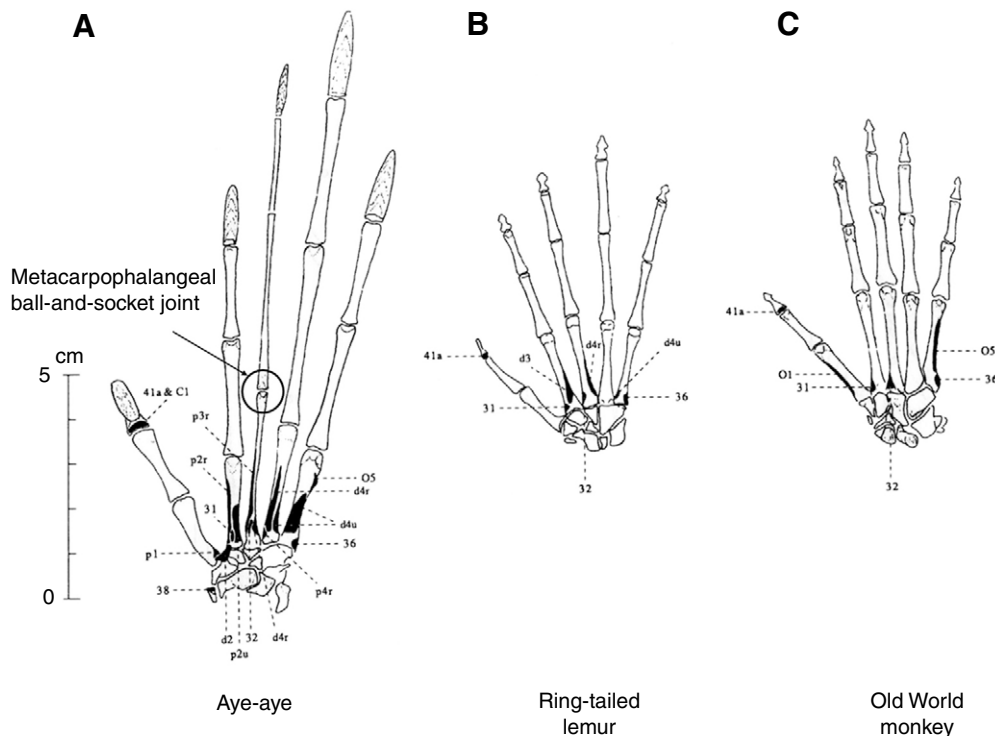 A
B
C
Metacarpophalangeal
ball-and-socket joint
cm
5
0
41a & C1
p3r
p2r
31
p1
38
d2
p2u
32
d4r
p4r
36
d4u
d4r
O5
41a
d3
d4r
d4u
31
36
32
41a
O1
31
O5
36
32
Aye-aye
Ring-tailed
lemur
Old World
monkey